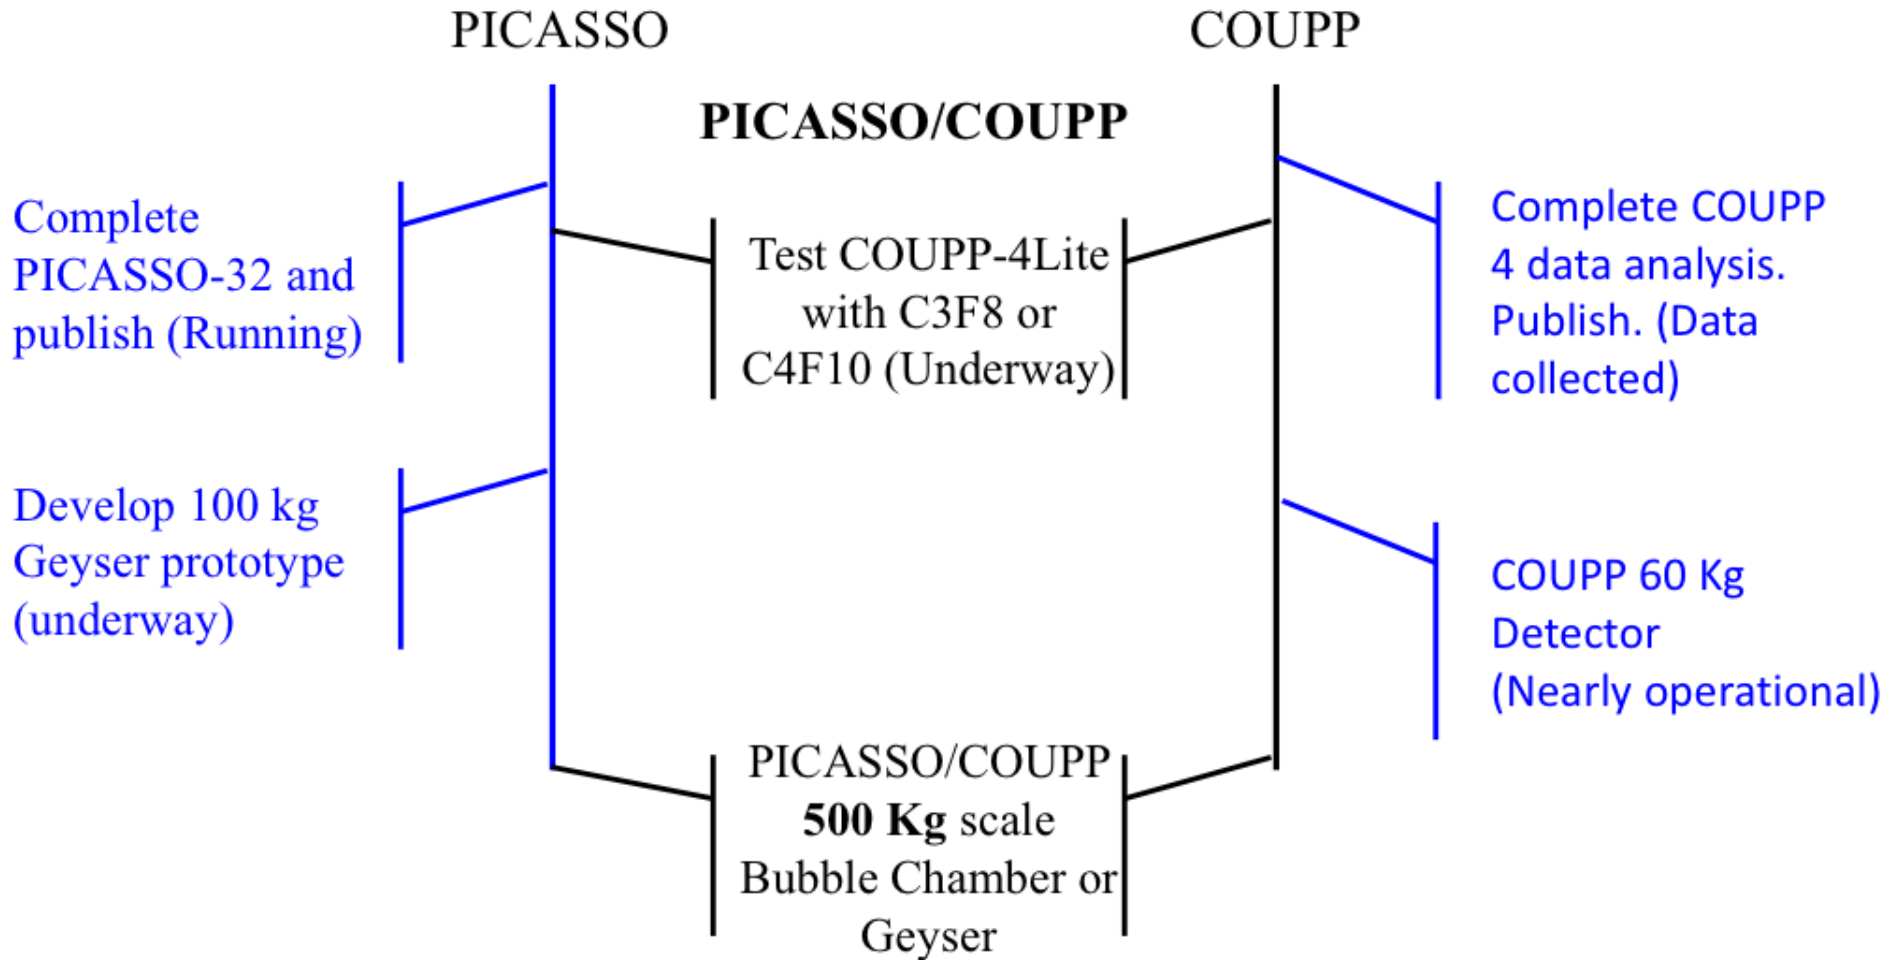 PICASSO
COUPP
PICASSO/COUPP
Complete
PICASSO-32 and
publish (Running)
Test COUPP-4Lite
with C3F8 or
C4F10 (Underway)
Complete COUPP
4 data analysis.
Publish. (Data
collected)
Develop 100 kg
Geyser prototype
(underway)
COUPP 60 Kg
Detector
(Nearly operational)
PICASSO/COUPP
500 Kg scale
Bubble Chamber or
Geyser